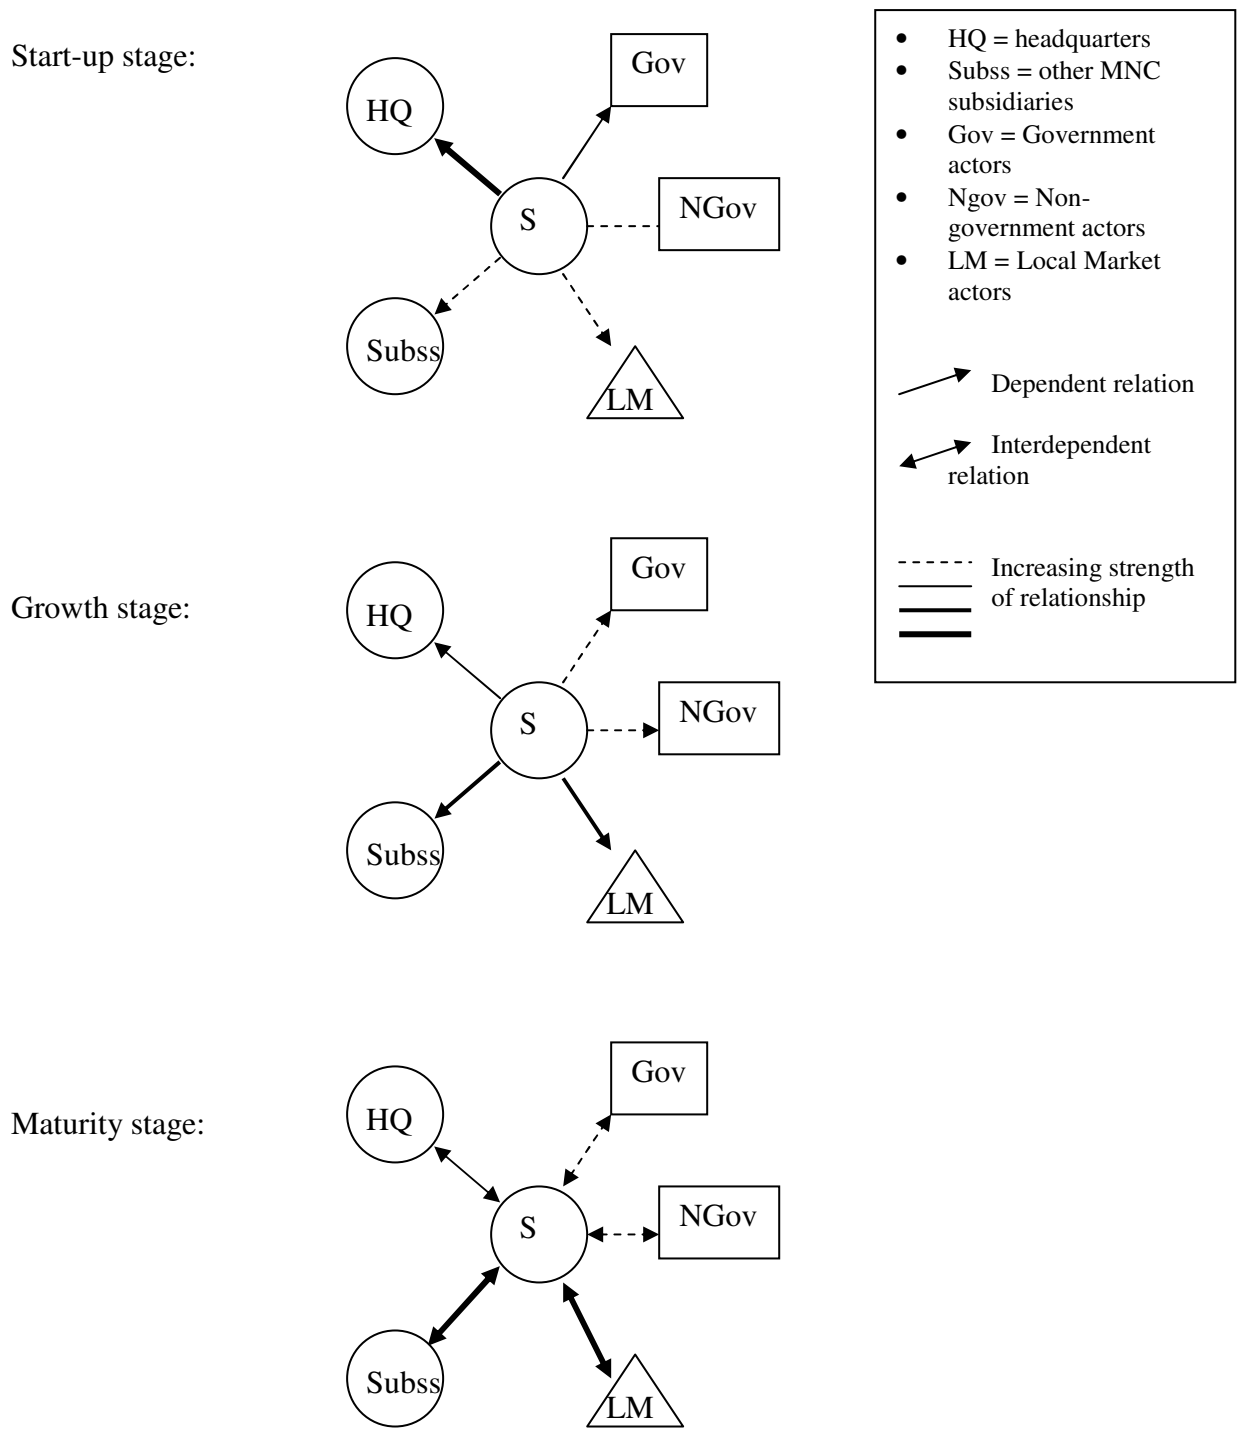 Start-up stage:
HQ
Gov
S
NGov
Subss
LM
Growth stage:
HQ
Gov
S
NGov
Subss
LM
Maturity stage:
HQ
Gov
S
NGov
Subss
LM
• HQ = headquarters
• Subss = other MNC
subsidiaries
• Gov = Government
actors
• Ngov = Non-
government actors
• LM = Local Market
actors
Dependent relation
Interdependent
relation
Increasing strength
of relationship